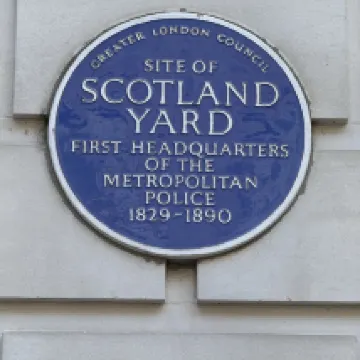 GREATER LONDON COUNCIL
SITE OF
SCOTLAND
YARD
FIRST HEADQUARTERS
OF THE
METROPOLITAN
POLICE
1829-1890